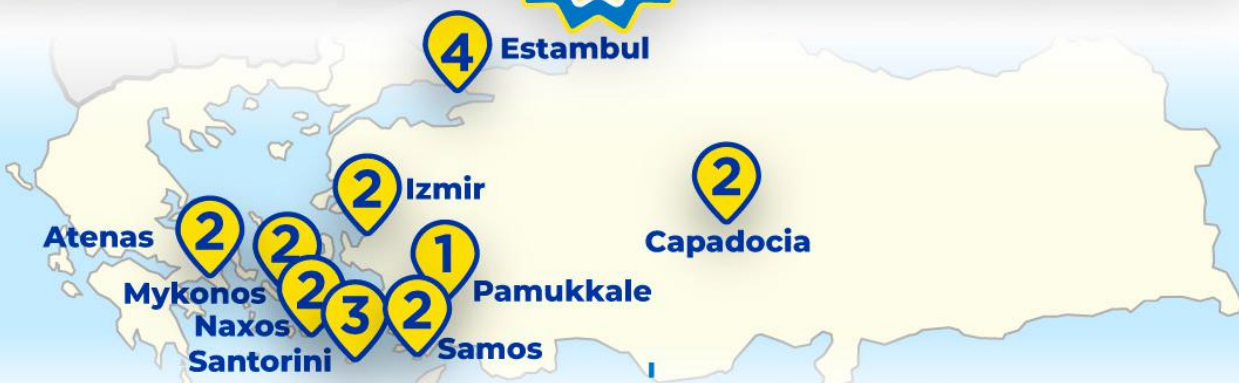 4 Estambul
2 Izmir
2
Capadocia
Atenas 2
2
1
Mykonos 2
Pamukkale
Naxos
3
2
Santorini
Samos